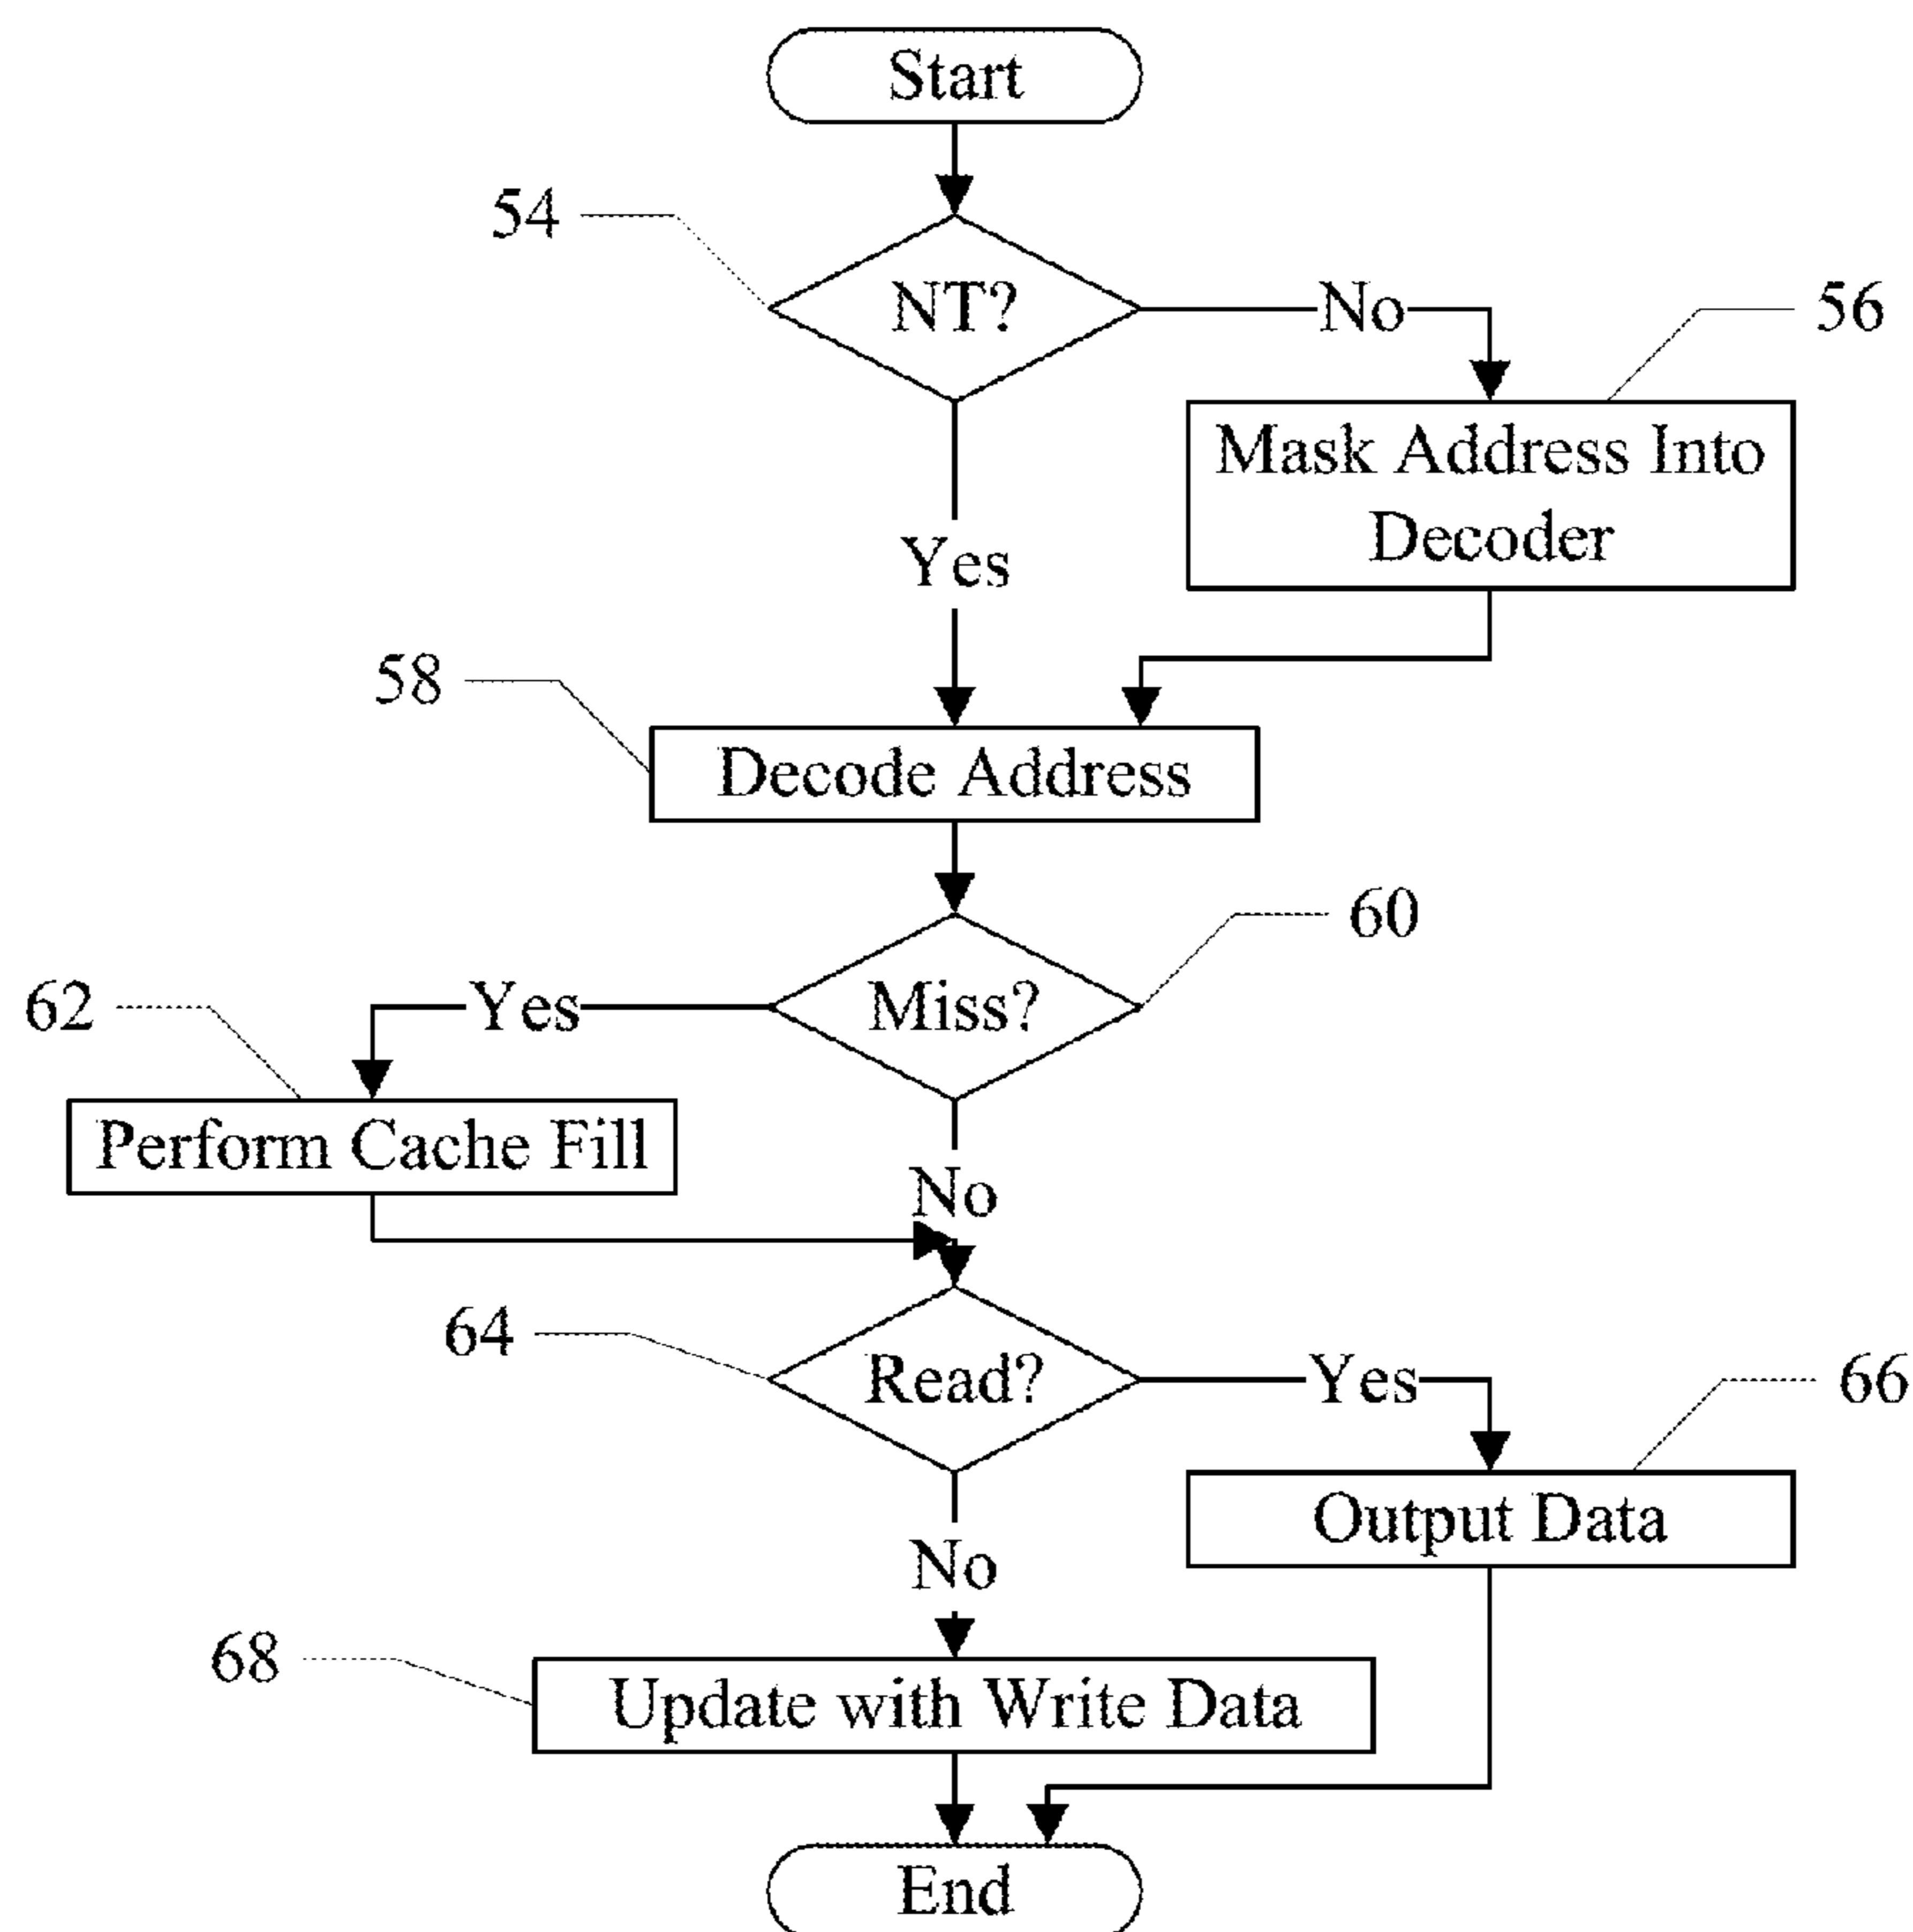 Start
54
NT?
No
56
Mask Address Into
Decoder
Yes
58
Decode Address
60
62
Yes
Miss?
Perform Cache Fill
No
64
Read?
Yes
66
Output Data
No
68
Update with Write Data
End